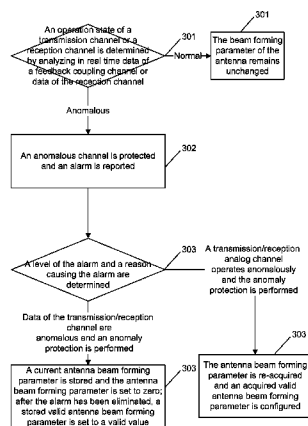 An operation state of a
transmission channel or a
reception channel is determined
by analyzing in real time data of
a feedback coupling channel or
data of the reception channel
301
Normal
301
The beam forming
parameter of the
antenna remains
unchanged
Anomalous
302
An anomalous channel is protected
and an alarm is reported
303
A level of the alarm and a reason
causing the alarm are
determined
A transmission/reception
analog channel
operates anomalously
and the anomaly
protection is performed
Data of the
transmission/reception
channel are
anomalous and an anomaly
protection is performed
303
A current antenna beam forming
parameter is stored and the antenna
beam forming parameter is set to zero;
after the alarm has been eliminated, a
stored valid antenna beam forming
parameter is set to a valid value
303
The antenna beam forming
parameter is re-acquired
and an acquired valid
antenna beam forming
parameter is configured